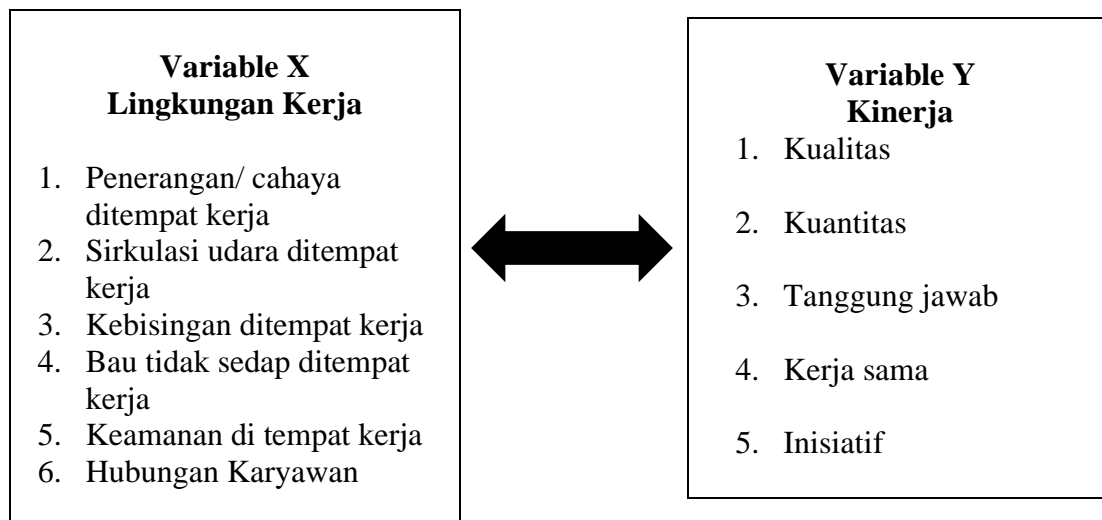 Variable X
Lingkungan Kerja
1. Penerangan/ cahaya
ditempat kerja
2. Sirkulasi udara ditempat
kerja
3. Kebisingan ditempat kerja
4. Bau tidak sedap ditempat
kerja
5. Keamanan di tempat kerja
6. Hubungan Karyawan
Variable Y
Kinerja
1. Kualitas
2. Kuantitas
3. Tanggung jawab
4. Kerja sama
5. Inisiatif